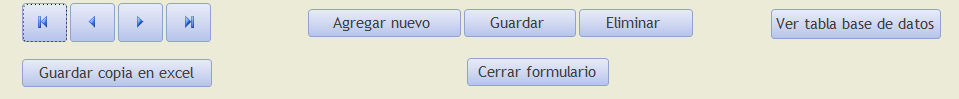 Agregar nuevo
Guardar
Eliminar
Ver tabla base de datos
Guardar copia en excel
Cerrar formulario